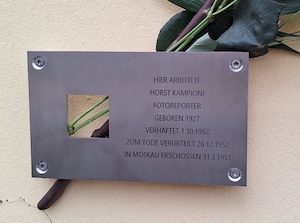 HIER ARBEITETE
HORST KAMPIONI
FOTOREPORTER
GEBOREN 1927
VERHAFTET 1.10.1952
ZUM TODE VERURTEILT 26.12.1952
IN MOSKAU ERSCHOSSEN 31.3.1953